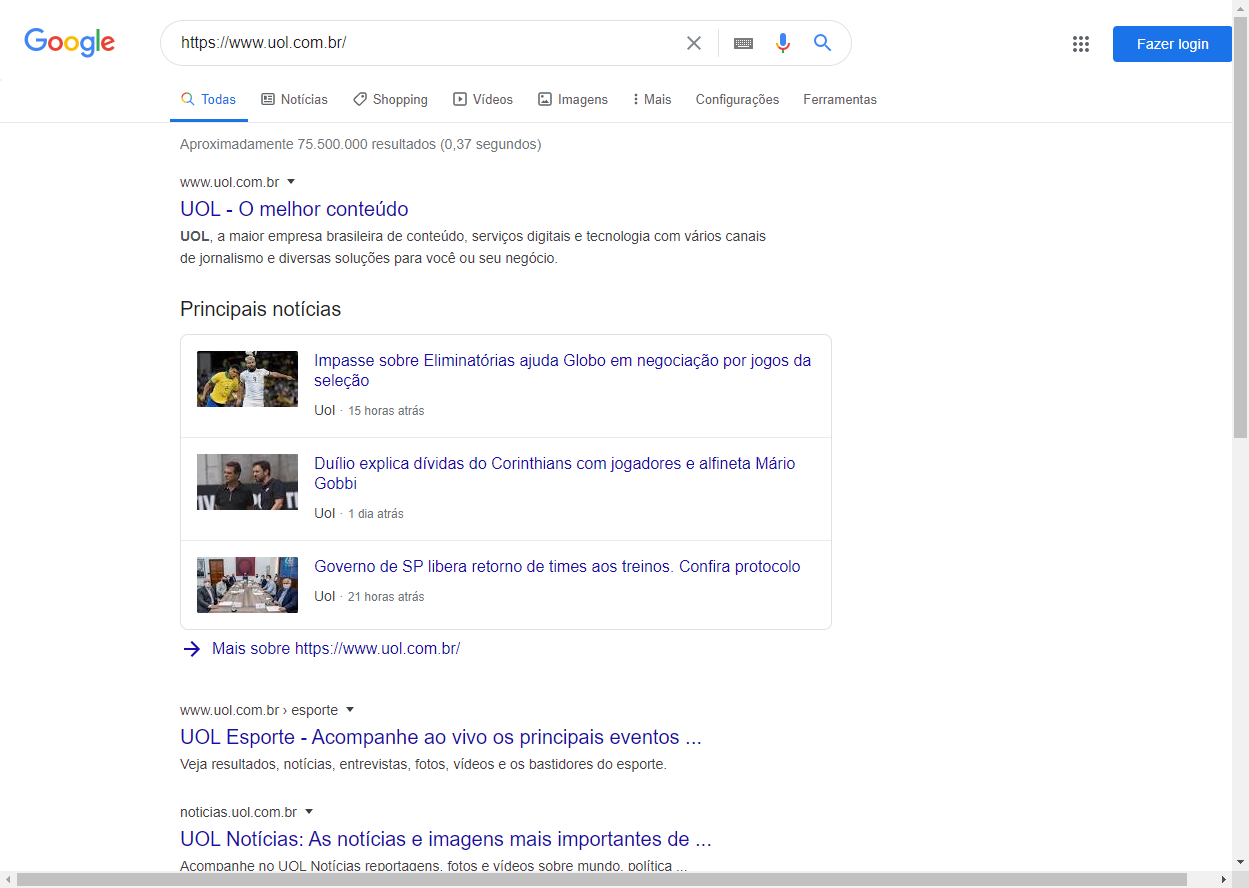 Google
https://www.uol.com.br/
Fazer login
Todas
Notícias
Shopping
Vídeos
Imagens
Mais
Configurações
Ferramentas
Aproximadamente 75.500.000 resultados (0,37 segundos)
www.uol.com.br
UOL - O melhor conteúdo
UOL, a maior empresa brasileira de conteúdo, serviços digitais e tecnologia com vários canais
de jornalismo e diversas soluções para você ou seu negócio.
Principais notícias
Impasse sobre Eliminatórias ajuda Globo em negociação por jogos da
seleção
Uol · 15 horas atrás
Duílio explica dívidas do Corinthians com jogadores e alfineta Mário
Gobbi
Uol · 1 dia atrás
Governo de SP libera retorno de times aos treinos. Confira protocolo
Uol · 21 horas atrás
Mais sobre https://www.uol.com.br/
www.uol.com.br › esporte
UOL Esporte - Acompanhe ao vivo os principais eventos ...
Veja resultados, notícias, entrevistas, fotos, vídeos e os bastidores do esporte.
noticias.uol.com.br
UOL Notícias: As notícias e imagens mais importantes de ...
Acompanhe no UOL Notícias reportagens, fotos e vídeos sobre mundo, política ...